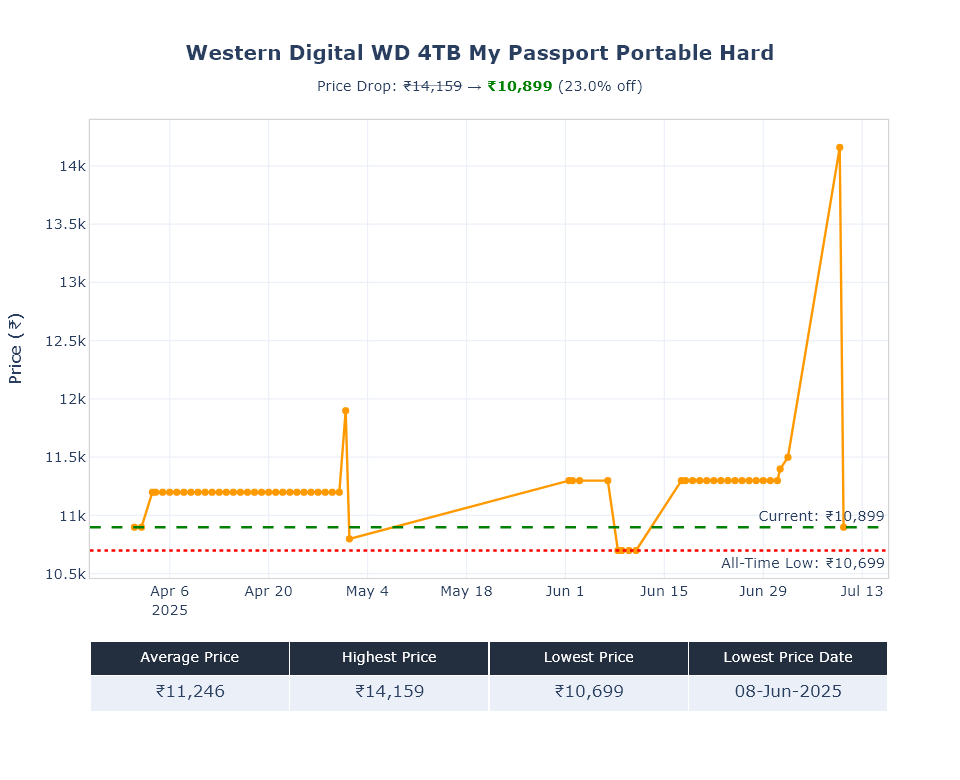 Western Digital WD 4TB My Passport Portable Hard
Price Drop: ₹14,159 → ₹10,899 (23.0% off)
Price (₹)
14k
13.5k
13k
12.5k
12k
11.5k
11k
10.5k
Current: ₹10,899
All-Time Low: ₹10,699
Apr 6 Apr 20 May 4 May 18 Jun 1 Jun 15 Jun 29 Jul 13
2025
Average Price Highest Price Lowest Price Lowest Price Date
₹11,246 ₹14,159 ₹10,699 08-Jun-2025